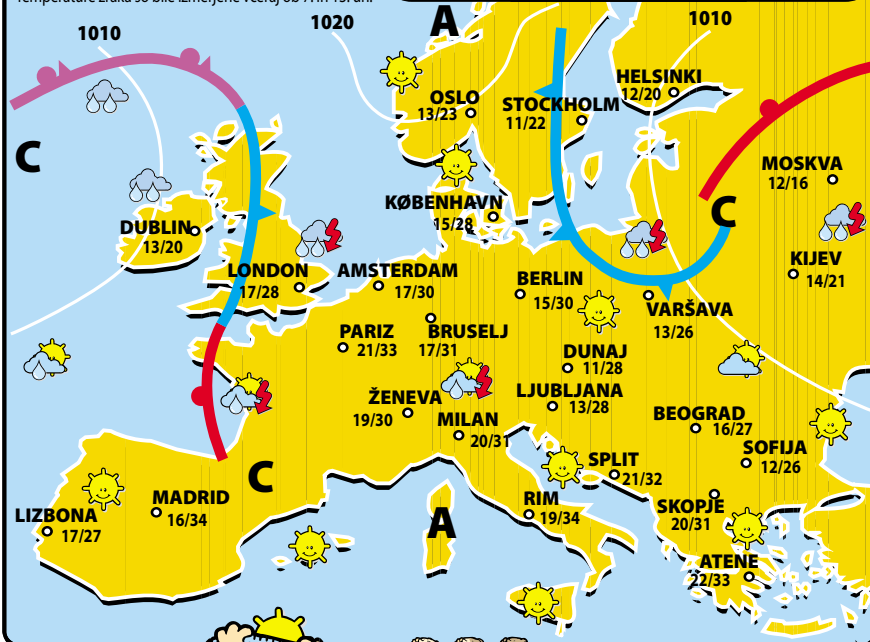 Temperature zraka so bile izmerjene včeraj ob 7. in 13. uri.
1010
1020
A
1010
HELSINKI
12/20
OSLO
13/23
STOCKHOLM
11/22
C
MOSKVA
12/16
KØBENHAVN
15/28
C
DUBLIN
13/20
KIJEV
14/21
LONDON
17/28
AMSTERDAM
17/30
BERLIN
15/30
VARŠAVA
13/26
PARIZ
21/33
BRUSELJ
17/31
DUNAJ
11/28
ŽENEVA
19/30
LJUBLJANA
13/28
MILAN
20/31
BEOGRAD
16/27
SOFIJA
12/26
C
SPLIT
21/32
MADRID
16/34
LIZBONA
17/27
A
RIM
19/34
SKOPJE
20/31
ATENE
22/33